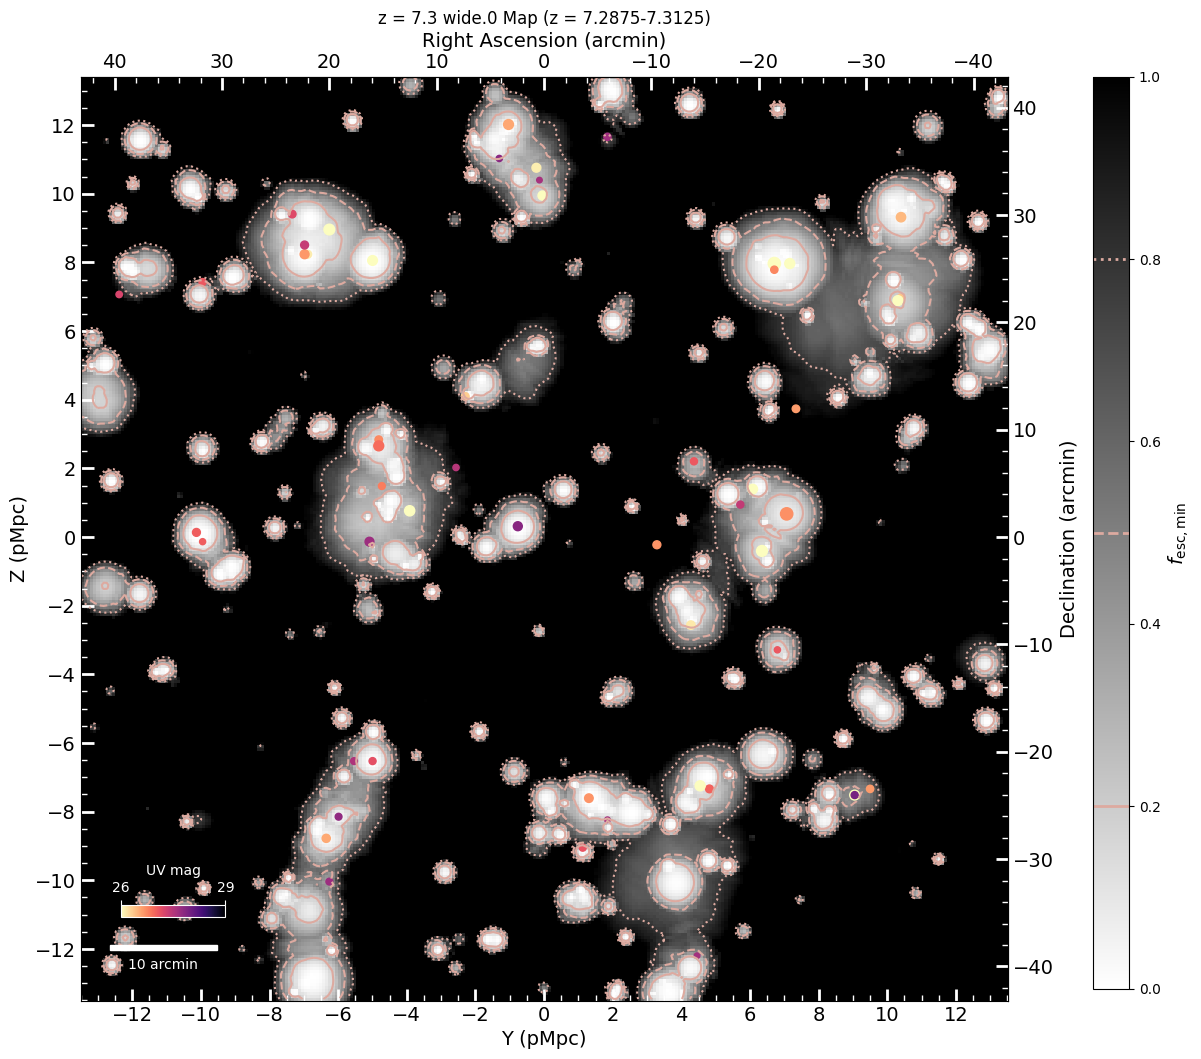 z = 7.3 wide.0 Map (z = 7.2875-7.3125)
Right Ascension (arcmin)
40 30 20 10 0 −10 −20 −30 −40
12 10 8 6 4 2 0 −2 −4 −6 −8 −10 −12
Z (pMpc)
40 30 20 10 0 −10 −20 −30 −40
Declination (arcmin)
1.0 0.8 0.6 0.4 0.2 0.0
fesc, min
UV mag
26 29
10 arcmin
−12 −10 −8 −6 −4 −2 0 2 4 6 8 10 12
Y (pMpc)